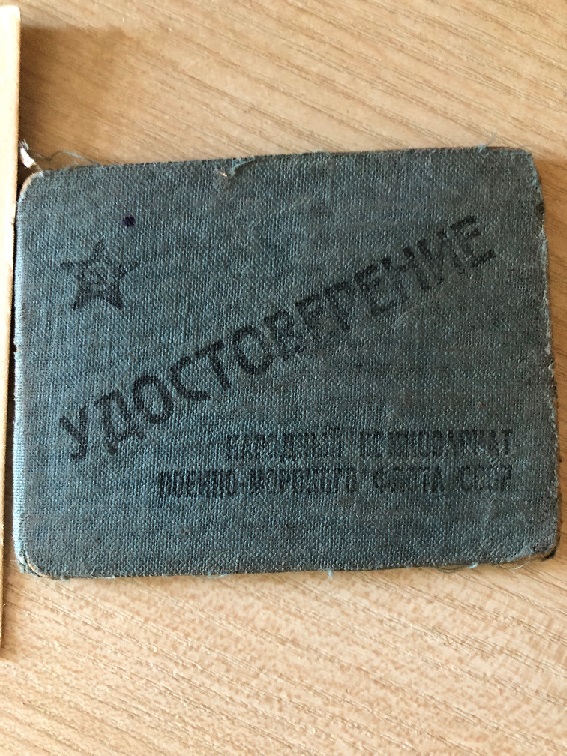 УДОСТОВЕРЕНИЕ
НАРОДНЫЙ КОМИССАРИАТ
ВОЕННО-МОРСКОГО ФЛОТА СССР